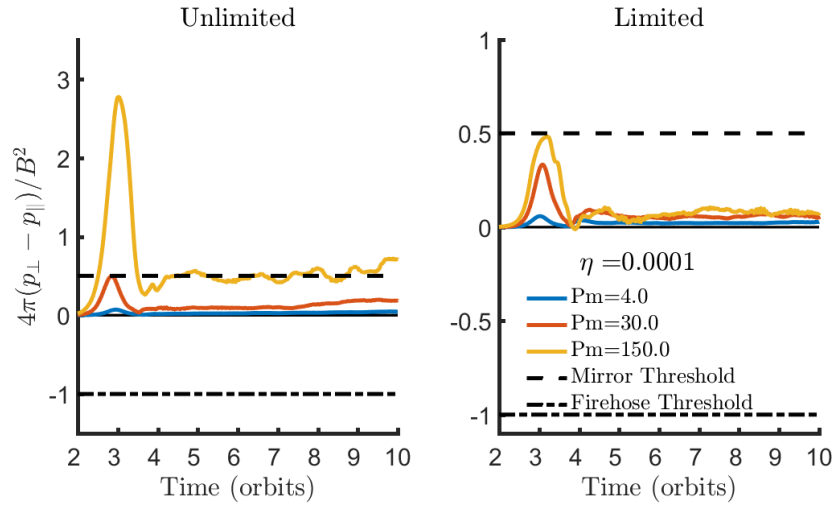 Unlimited
4π(p⊥ − p∥)/B²
3
2
1
0
-1
2 3 4 5 6 7 8 9 10
Time (orbits)
Limited
1
0.5
0
-0.5
-1
η =0.0001
Pm=4.0
Pm=30.0
Pm=150.0
Mirror Threshold
Firehose Threshold
2 3 4 5 6 7 8 9 10
Time (orbits)